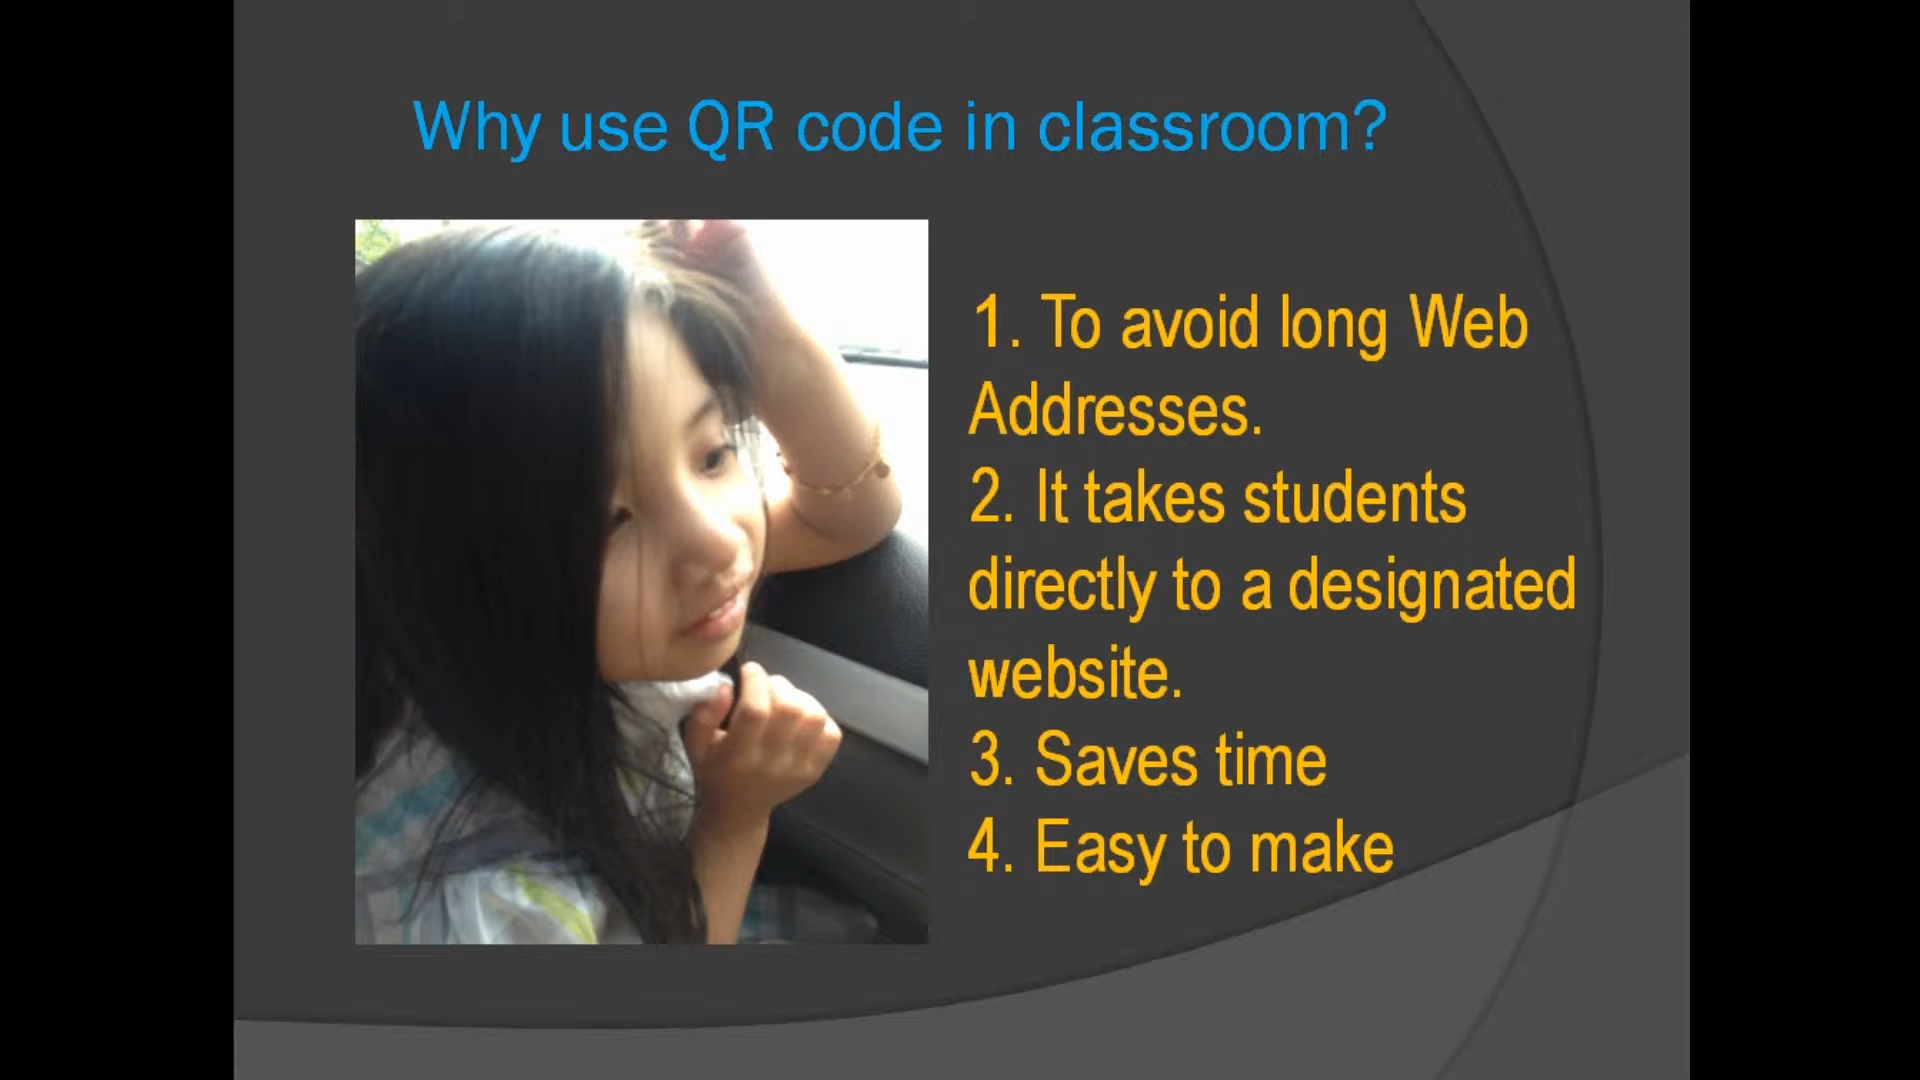 Why use QR code in classroom?
1. To avoid long Web
Addresses.
2. It takes students
directly to a designated
website.
3. Saves time
4. Easy to make